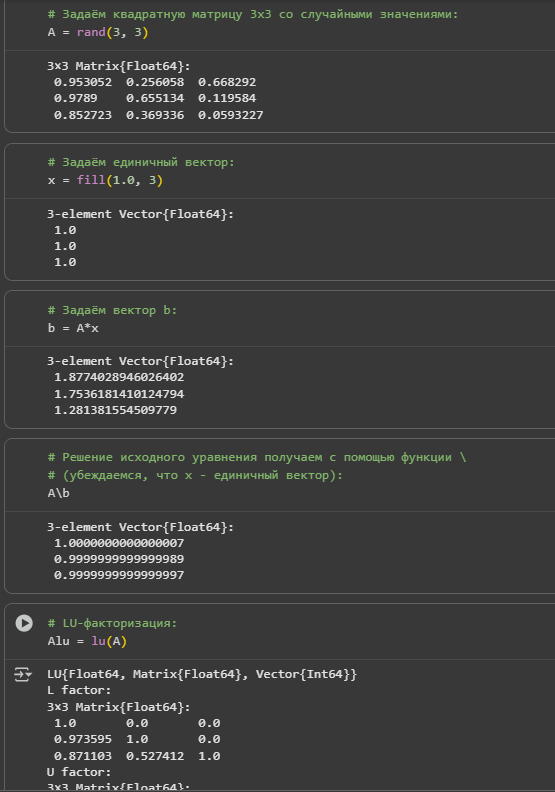 # Задаём квадратную матрицу 3x3 со случайными значениями:
A = rand(3, 3)
3×3 Matrix{Float64}:
0.953052 0.256058 0.668292
0.9789 0.655134 0.119584
0.852723 0.369336 0.0593227
# Задаём единичный вектор:
x = fill(1.0, 3)
3-element Vector{Float64}:
1.0
1.0
1.0
# Задаём вектор b:
b = A*x
3-element Vector{Float64}:
1.8774028946026402
1.7536181410124794
1.281381554509779
# Решение исходного уравнения получаем с помощью функции \
# (убеждаемся, что x - единичный вектор):
A\b
3-element Vector{Float64}:
1.0000000000000007
0.9999999999999989
0.9999999999999997
# LU-факторизация:
Alu = lu(A)
LU{Float64, Matrix{Float64}, Vector{Int64}}
L factor:
3×3 Matrix{Float64}:
1.0 0.0 0.0
0.973595 1.0 0.0
0.871103 0.527412 1.0
U factor:
3×3 Matrix{Float64}: